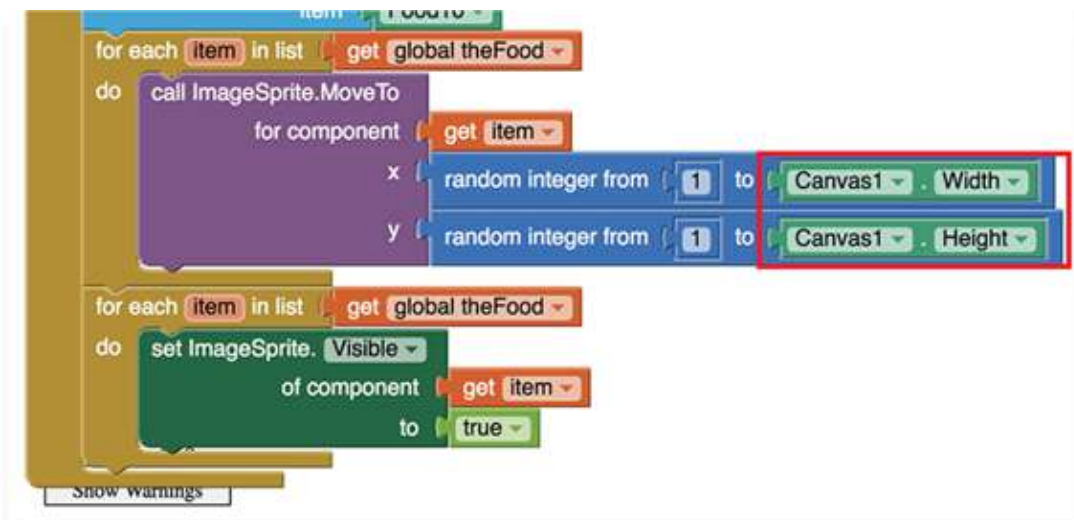 item Food10
for each item in list get global theFood
do call ImageSprite.MoveTo
for component get item
x random integer from 1 to Canvas1 . Width
y random integer from 1 to Canvas1 . Height
for each item in list get global theFood
do set ImageSprite. Visible
of component get item
to true
Show Warnings